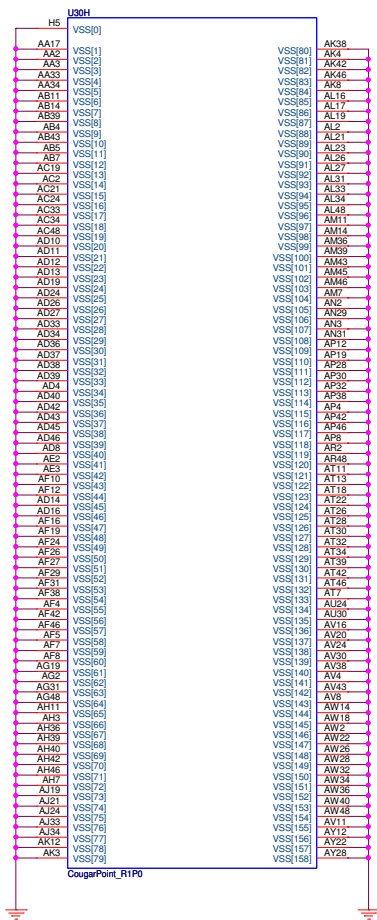 U30H
H5 VSS[0]
AA17 VSS[1] VSS[80] AK38
AA2 VSS[2] VSS[81] AK4
AA3 VSS[3] VSS[82] AK42
AA33 VSS[4] VSS[83] AK46
AA34 VSS[5] VSS[84] AK8
AB11 VSS[6] VSS[85] AL16
AB14 VSS[7] VSS[86] AL17
AB39 VSS[8] VSS[87] AL19
AB4 VSS[9] VSS[88] AL2
AB43 VSS[10] VSS[89] AL21
AB5 VSS[11] VSS[90] AL23
AB7 VSS[12] VSS[91] AL26
AC19 VSS[13] VSS[92] AL27
AC2 VSS[14] VSS[93] AL31
AC21 VSS[15] VSS[94] AL33
AC24 VSS[16] VSS[95] AL34
AC33 VSS[17] VSS[96] AL48
AC34 VSS[18] VSS[97] AM11
AC48 VSS[19] VSS[98] AM14
AD10 VSS[20] VSS[99] AM36
AD11 VSS[21] VSS[100] AM39
AD12 VSS[22] VSS[101] AM43
AD13 VSS[23] VSS[102] AM45
AD19 VSS[24] VSS[103] AM46
AD24 VSS[25] VSS[104] AM7
AD26 VSS[26] VSS[105] AN2
AD27 VSS[27] VSS[106] AN29
AD33 VSS[28] VSS[107] AN3
AD34 VSS[29] VSS[108] AN31
AD36 VSS[30] VSS[109] AP12
AD37 VSS[31] VSS[110] AP19
AD38 VSS[32] VSS[111] AP28
AD39 VSS[33] VSS[112] AP30
AD4 VSS[34] VSS[113] AP32
AD40 VSS[35] VSS[114] AP38
AD42 VSS[36] VSS[115] AP4
AD43 VSS[37] VSS[116] AP42
AD45 VSS[38] VSS[117] AP46
AD46 VSS[39] VSS[118] AP8
AD8 VSS[40] VSS[119] AR2
AE2 VSS[41] VSS[120] AR48
AE3 VSS[42] VSS[121] AT11
AF10 VSS[43] VSS[122] AT13
AF12 VSS[44] VSS[123] AT18
AD14 VSS[45] VSS[124] AT22
AD16 VSS[46] VSS[125] AT26
AF16 VSS[47] VSS[126] AT28
AF19 VSS[48] VSS[127] AT30
AF24 VSS[49] VSS[128] AT32
AF26 VSS[50] VSS[129] AT34
AF27 VSS[51] VSS[130] AT39
AF29 VSS[52] VSS[131] AT42
AF31 VSS[53] VSS[132] AT46
AF38 VSS[54] VSS[133] AT7
AF4 VSS[55] VSS[134] AU24
AF42 VSS[56] VSS[135] AU30
AF46 VSS[57] VSS[136] AV16
AF5 VSS[58] VSS[137] AV20
AF7 VSS[59] VSS[138] AV24
AF8 VSS[60] VSS[139] AV30
AG19 VSS[61] VSS[140] AV38
AG2 VSS[62] VSS[141] AV4
AG31 VSS[63] VSS[142] AV43
AG48 VSS[64] VSS[143] AV8
AH11 VSS[65] VSS[144] AW14
AH3 VSS[66] VSS[145] AW18
AH36 VSS[67] VSS[146] AW2
AH39 VSS[68] VSS[147] AW22
AH40 VSS[69] VSS[148] AW26
AH42 VSS[70] VSS[149] AW28
AH46 VSS[71] VSS[150] AW32
AH7 VSS[72] VSS[151] AW34
AJ19 VSS[73] VSS[152] AW36
AJ21 VSS[74] VSS[153] AW40
AJ24 VSS[75] VSS[154] AW48
AJ33 VSS[76] VSS[155] AV11
AJ34 VSS[77] VSS[156] AY12
AK12 VSS[78] VSS[157] AY22
AK3 VSS[79] VSS[158] AY28
CougarPoint_R1P0